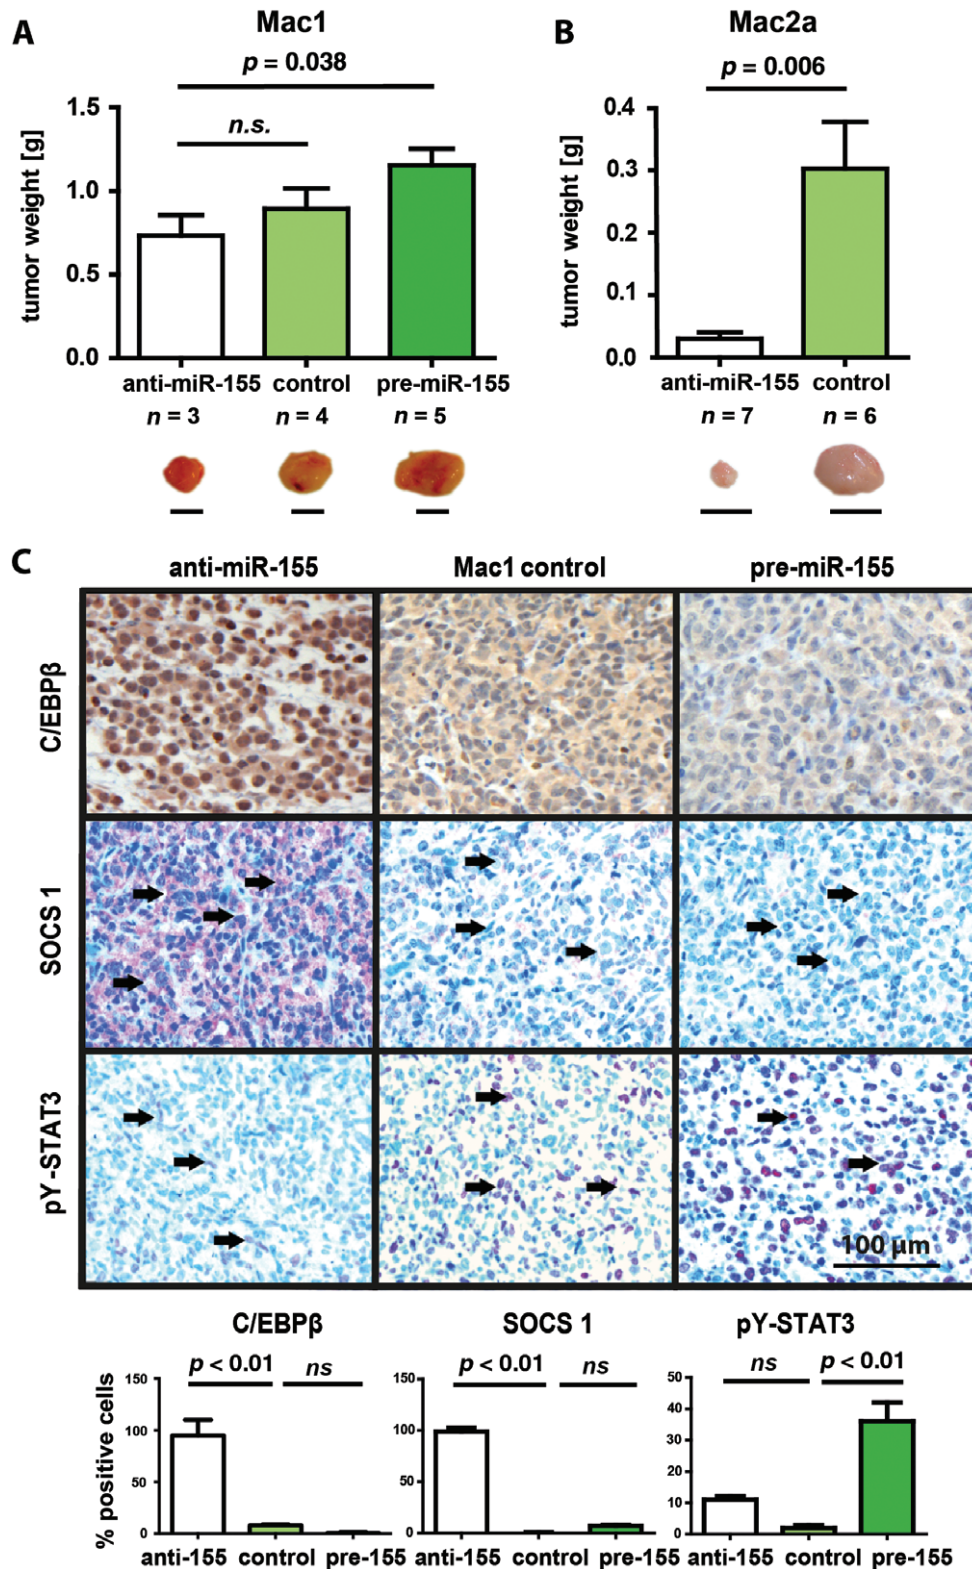 A
Mac1
p = 0.038
n.s.
tumor weight [g]
1.5
1.0
0.5
0.0
anti-miR-155 control pre-miR-155
n = 3 n = 4 n = 5
B
Mac2a
p = 0.006
tumor weight [g]
0.4
0.3
0.2
0.1
0.0
anti-miR-155 control
n = 7 n = 6
C
anti-miR-155 Mac1 control pre-miR-155
C/EBPβ
SOCS 1
pY-STAT3
100 µm
C/EBPβ
p < 0.01 ns
% positive cells
150
100
50
0
anti-155 control pre-155
SOCS 1
p < 0.01 ns
150
100
50
0
anti-155 control pre-155
pY-STAT3
ns p < 0.01
50
40
30
20
10
0
anti-155 control pre-155